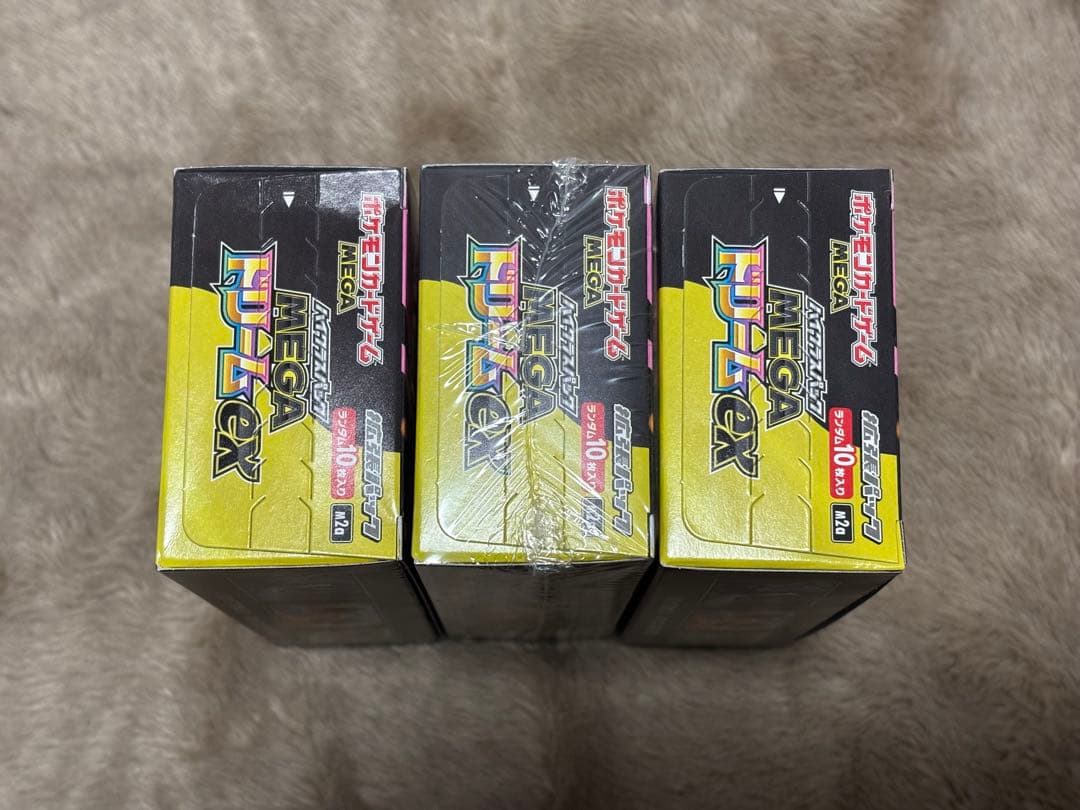 ポケモンカードゲーム
MEGA
ハイクラスパック
MEGA
ドリームex
拡張パック
ランダム10枚入り
M2a
ポケモンカードゲーム
MEGA
ハイクラスパック
MEGA
ドリームex
拡張パック
ランダム10枚入り
ポケモンカードゲーム
MEGA
ハイクラスパック
MEGA
ドリームex
拡張パック
ランダム10枚入り
M2a